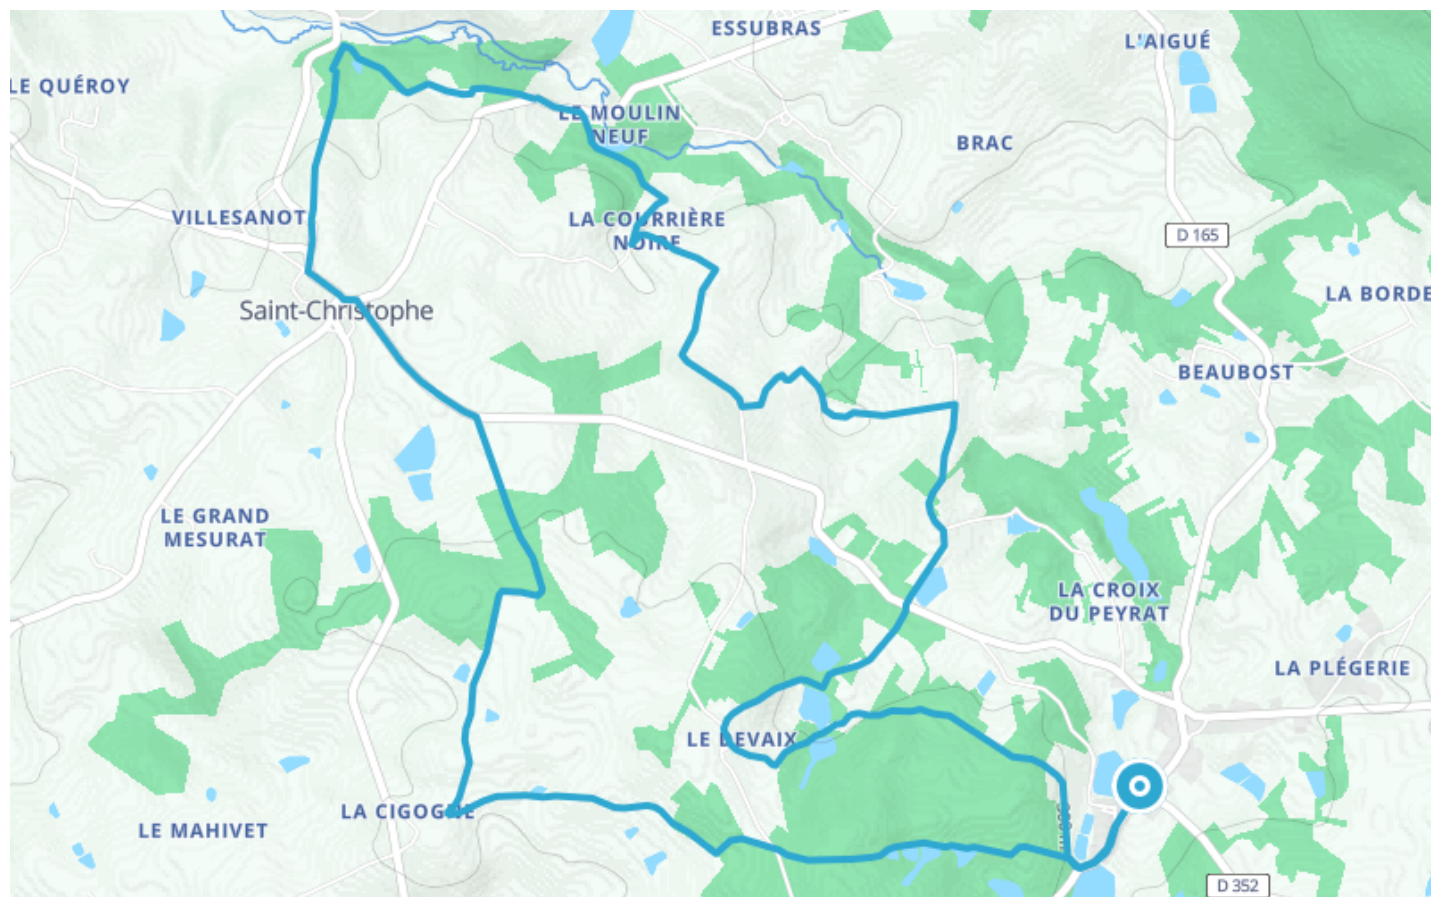 ESSUBRAS
L'AIGUÉ
LE QUÉROY
LE MOULIN
NEUF
BRAC
VILLESANOT
LA COURRIÈRE
NOIRE
D 165
LA BORDE
Saint-Christophe
BEAUBOST
LE GRAND
MESURAT
LA CROIX
DU PEYRAT
LA PLÉGERIE
LE DEVAIX
LA CIGOGNE
LE MAHIVET
D 352